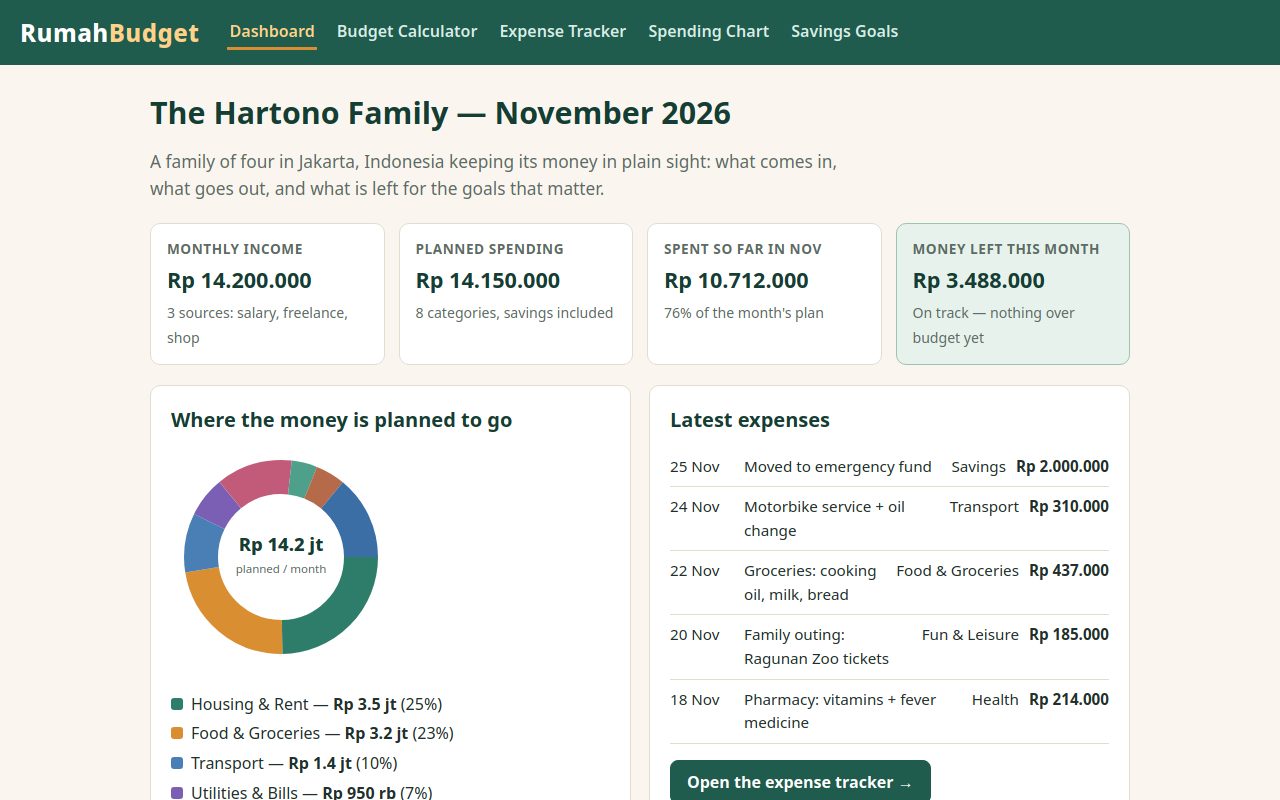 RumahBudget Dashboard Budget Calculator Expense Tracker Spending Chart Savings Goals
The Hartono Family — November 2026
A family of four in Jakarta, Indonesia keeping its money in plain sight: what comes in,
what goes out, and what is left for the goals that matter.
MONTHLY INCOME
Rp 14.200.000
3 sources: salary, freelance,
shop
PLANNED SPENDING
Rp 14.150.000
8 categories, savings included
SPENT SO FAR IN NOV
Rp 10.712.000
76% of the month's plan
MONEY LEFT THIS MONTH
Rp 3.488.000
On track — nothing over
budget yet
Where the money is planned to go
Rp 14.2 jt
planned / month
Housing & Rent — Rp 3.5 jt (25%)
Food & Groceries — Rp 3.2 jt (23%)
Transport — Rp 1.4 jt (10%)
Utilities & Bills — Rp 950 rb (7%)
Latest expenses
25 Nov Moved to emergency fund Savings Rp 2.000.000
24 Nov Motorbike service + oil Transport Rp 310.000
change
22 Nov Groceries: cooking Food & Groceries Rp 437.000
oil, milk, bread
20 Nov Family outing: Fun & Leisure Rp 185.000
Ragunan Zoo tickets
18 Nov Pharmacy: vitamins + fever Health Rp 214.000
medicine
Open the expense tracker →